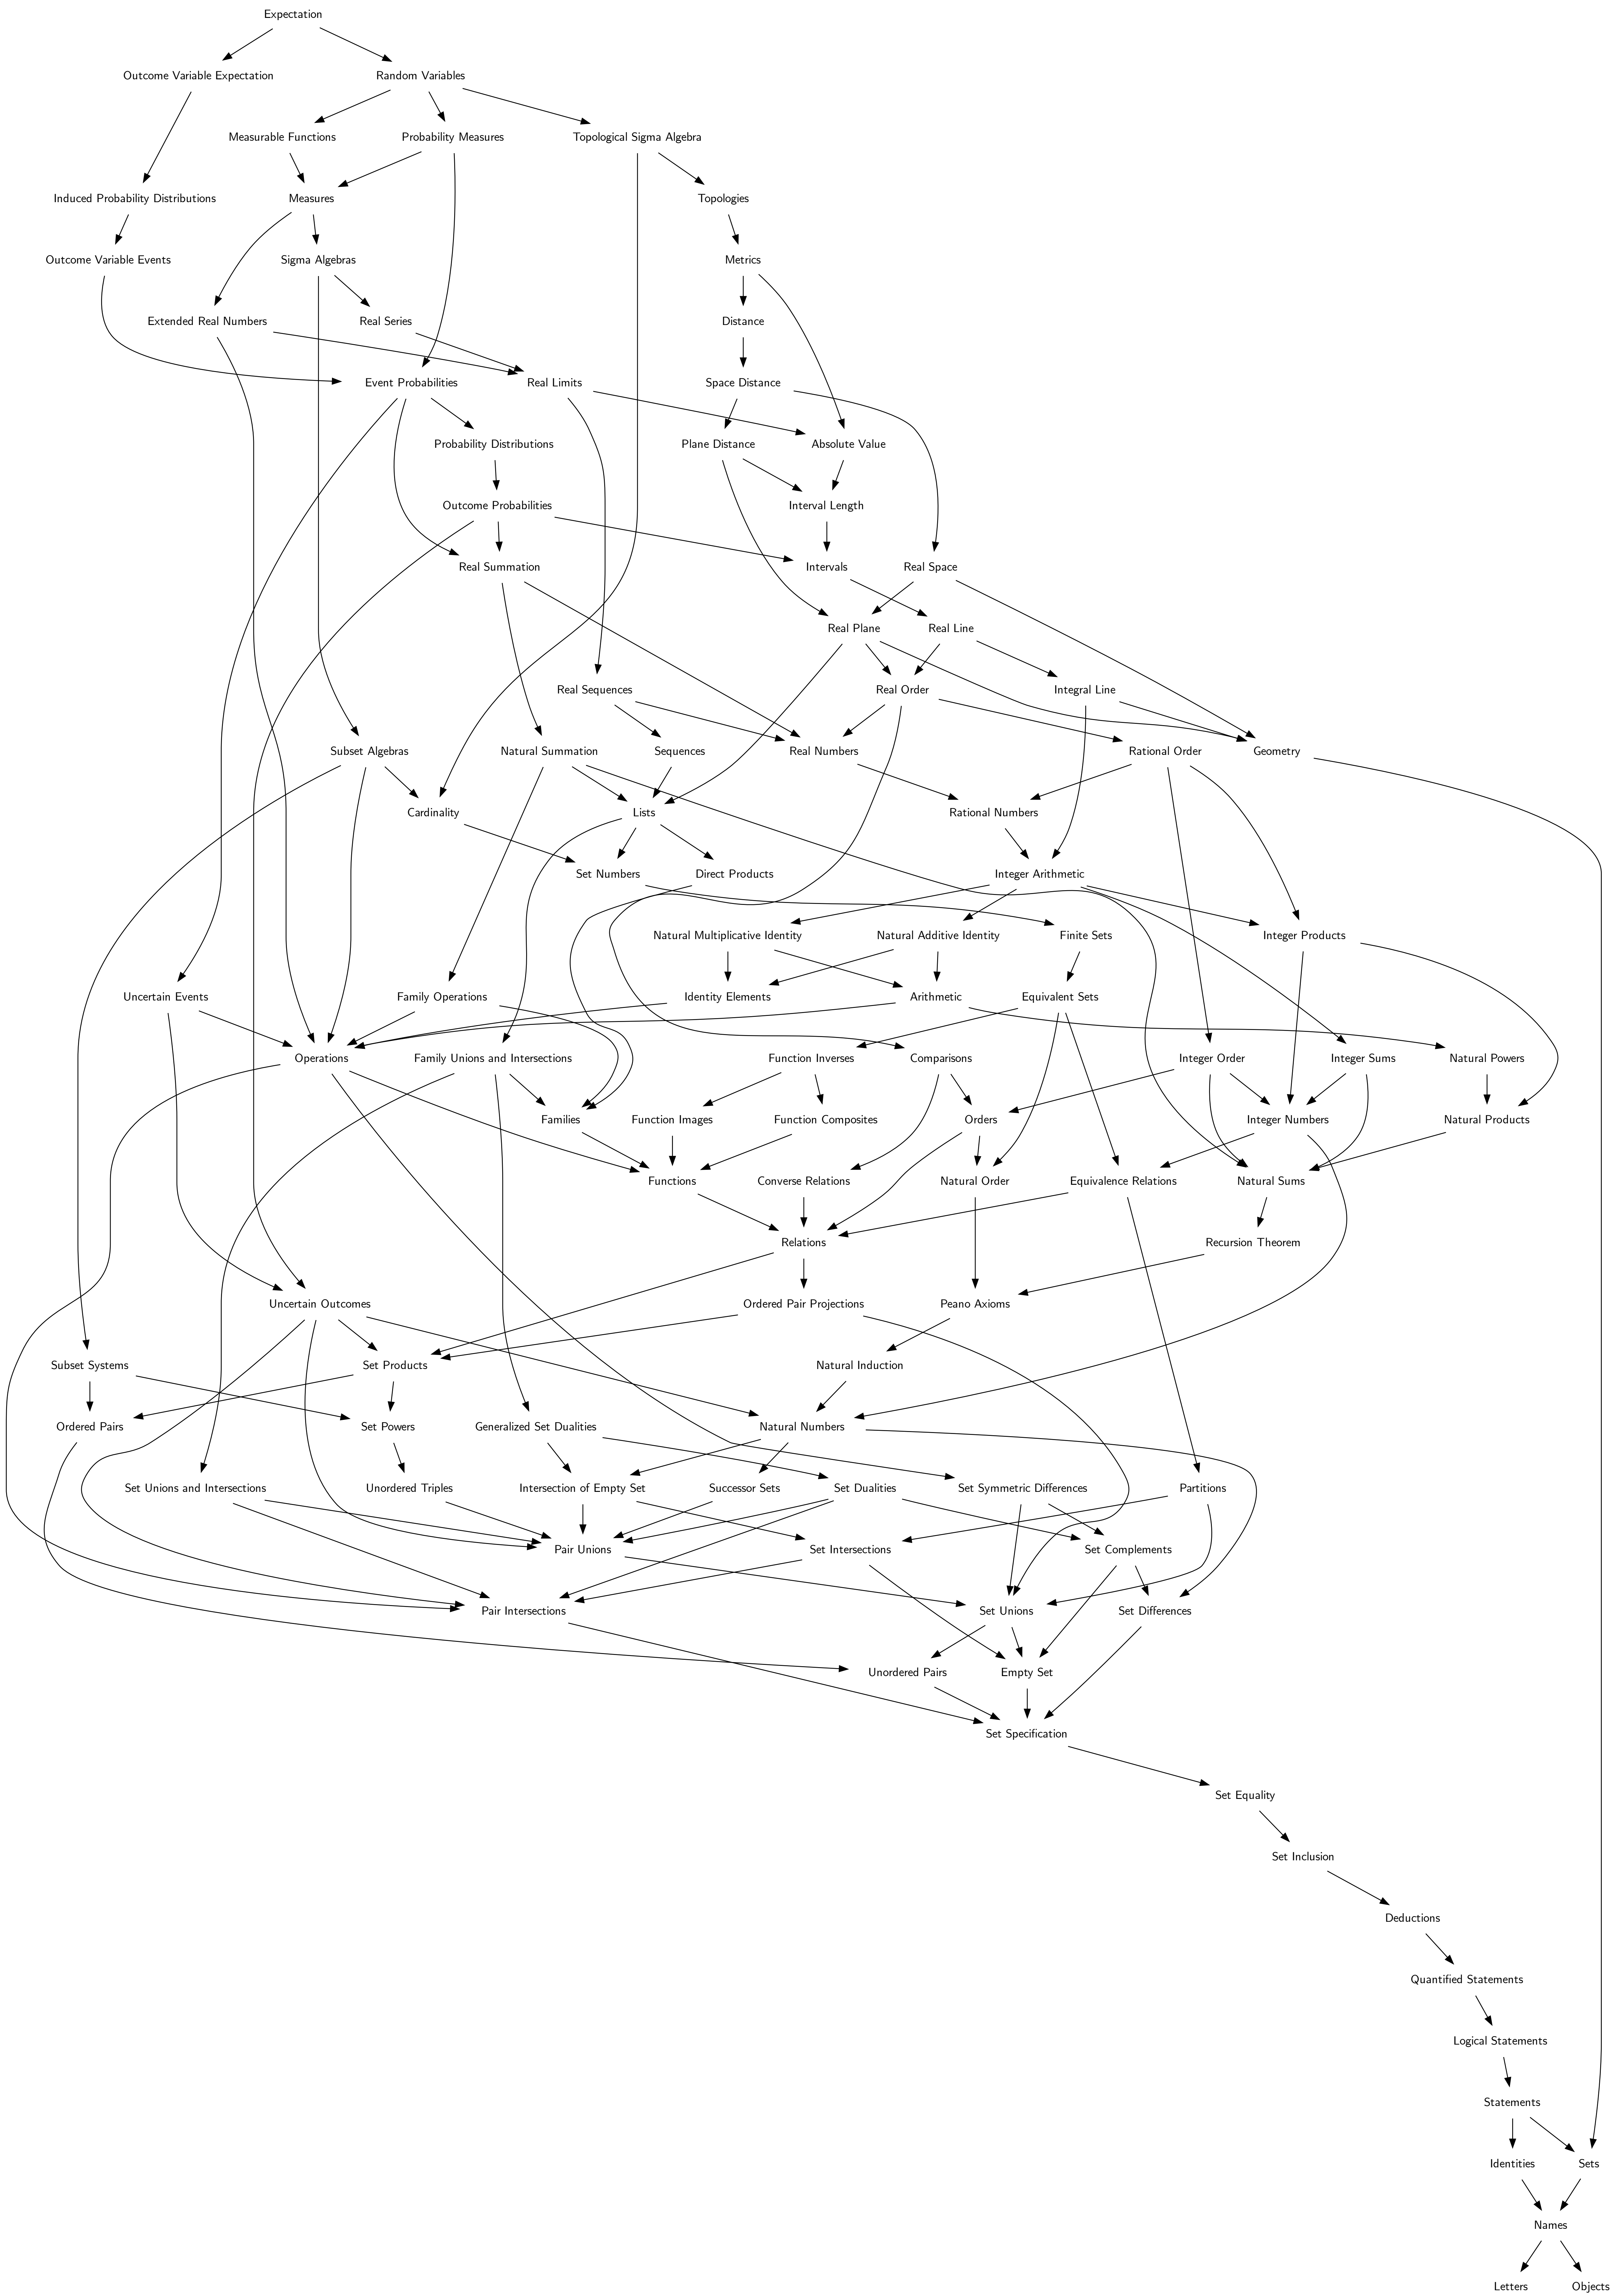 Expectation
Outcome Variable Expectation
Random Variables
Measurable Functions
Probability Measures
Topological Sigma Algebra
Induced Probability Distributions
Measures
Topologies
Outcome Variable Events
Sigma Algebras
Metrics
Extended Real Numbers
Real Series
Distance
Event Probabilities
Real Limits
Space Distance
Probability Distributions
Plane Distance
Absolute Value
Outcome Probabilities
Interval Length
Real Summation
Intervals
Real Space
Real Plane
Real Line
Real Sequences
Real Order
Integral Line
Subset Algebras
Natural Summation
Sequences
Real Numbers
Rational Order
Geometry
Cardinality
Lists
Rational Numbers
Set Numbers
Direct Products
Integer Arithmetic
Natural Multiplicative Identity
Natural Additive Identity
Finite Sets
Integer Products
Uncertain Events
Family Operations
Identity Elements
Arithmetic
Equivalent Sets
Operations
Family Unions and Intersections
Function Inverses
Comparisons
Integer Order
Integer Sums
Natural Powers
Families
Function Images
Function Composites
Orders
Integer Numbers
Natural Products
Functions
Converse Relations
Natural Order
Equivalence Relations
Natural Sums
Relations
Recursion Theorem
Uncertain Outcomes
Ordered Pair Projections
Peano Axioms
Subset Systems
Set Products
Natural Induction
Ordered Pairs
Set Powers
Generalized Set Dualities
Natural Numbers
Set Unions and Intersections
Unordered Triples
Intersection of Empty Set
Successor Sets
Set Dualities
Set Symmetric Differences
Partitions
Pair Unions
Set Intersections
Set Complements
Pair Intersections
Set Unions
Set Differences
Unordered Pairs
Empty Set
Set Specification
Set Equality
Set Inclusion
Deductions
Quantified Statements
Logical Statements
Statements
Identities
Sets
Names
Letters
Objects